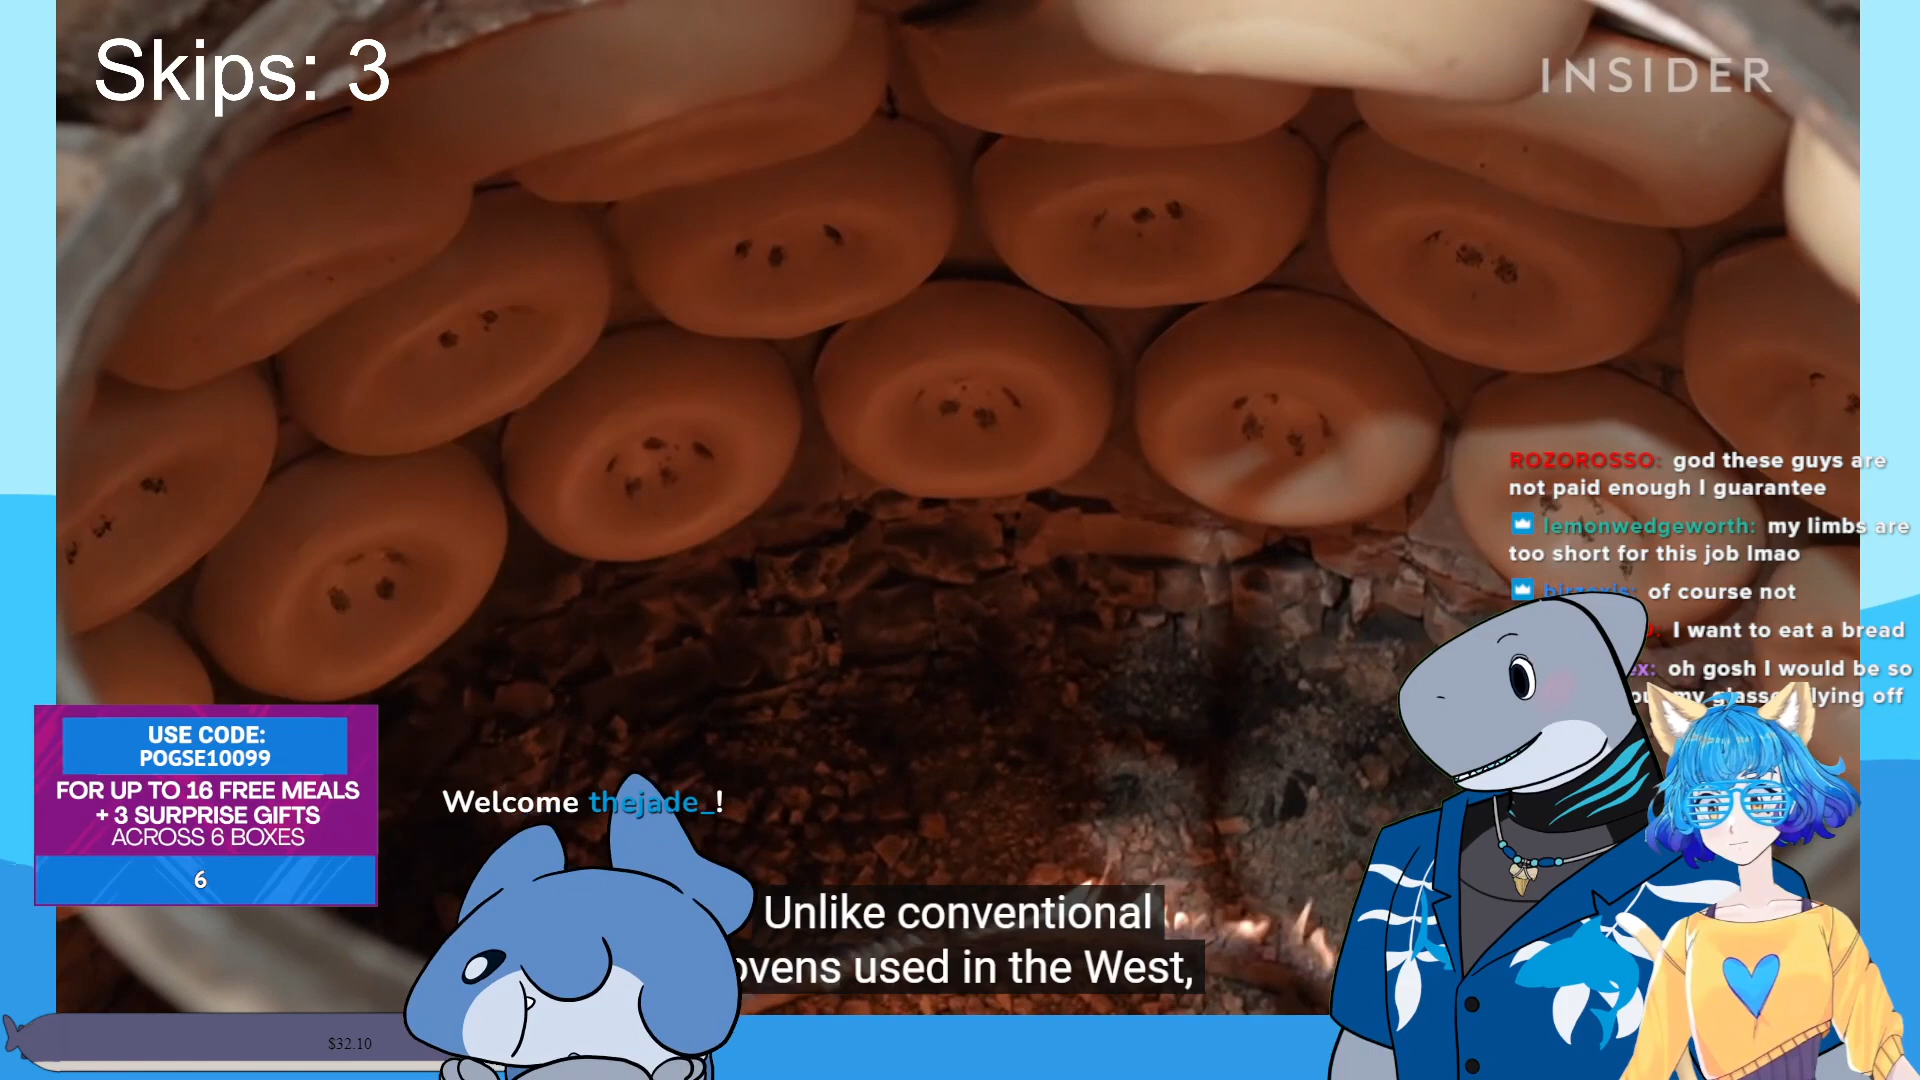 Skips: 3
INSIDER
ROZOROSSO: god these guys are
not paid enough I guarantee
lemonwedgeworth: my limbs are
too short for this job lmao
of course not
I want to eat a bread
ex: oh gosh I would be so
my glass lying off
USE CODE:
POGSE10099
FOR UP TO 16 FREE MEALS
+ 3 SURPRISE GIFTS
ACROSS 6 BOXES
6
Welcome thejade_!
Unlike conventional
ovens used in the West,
$32.10